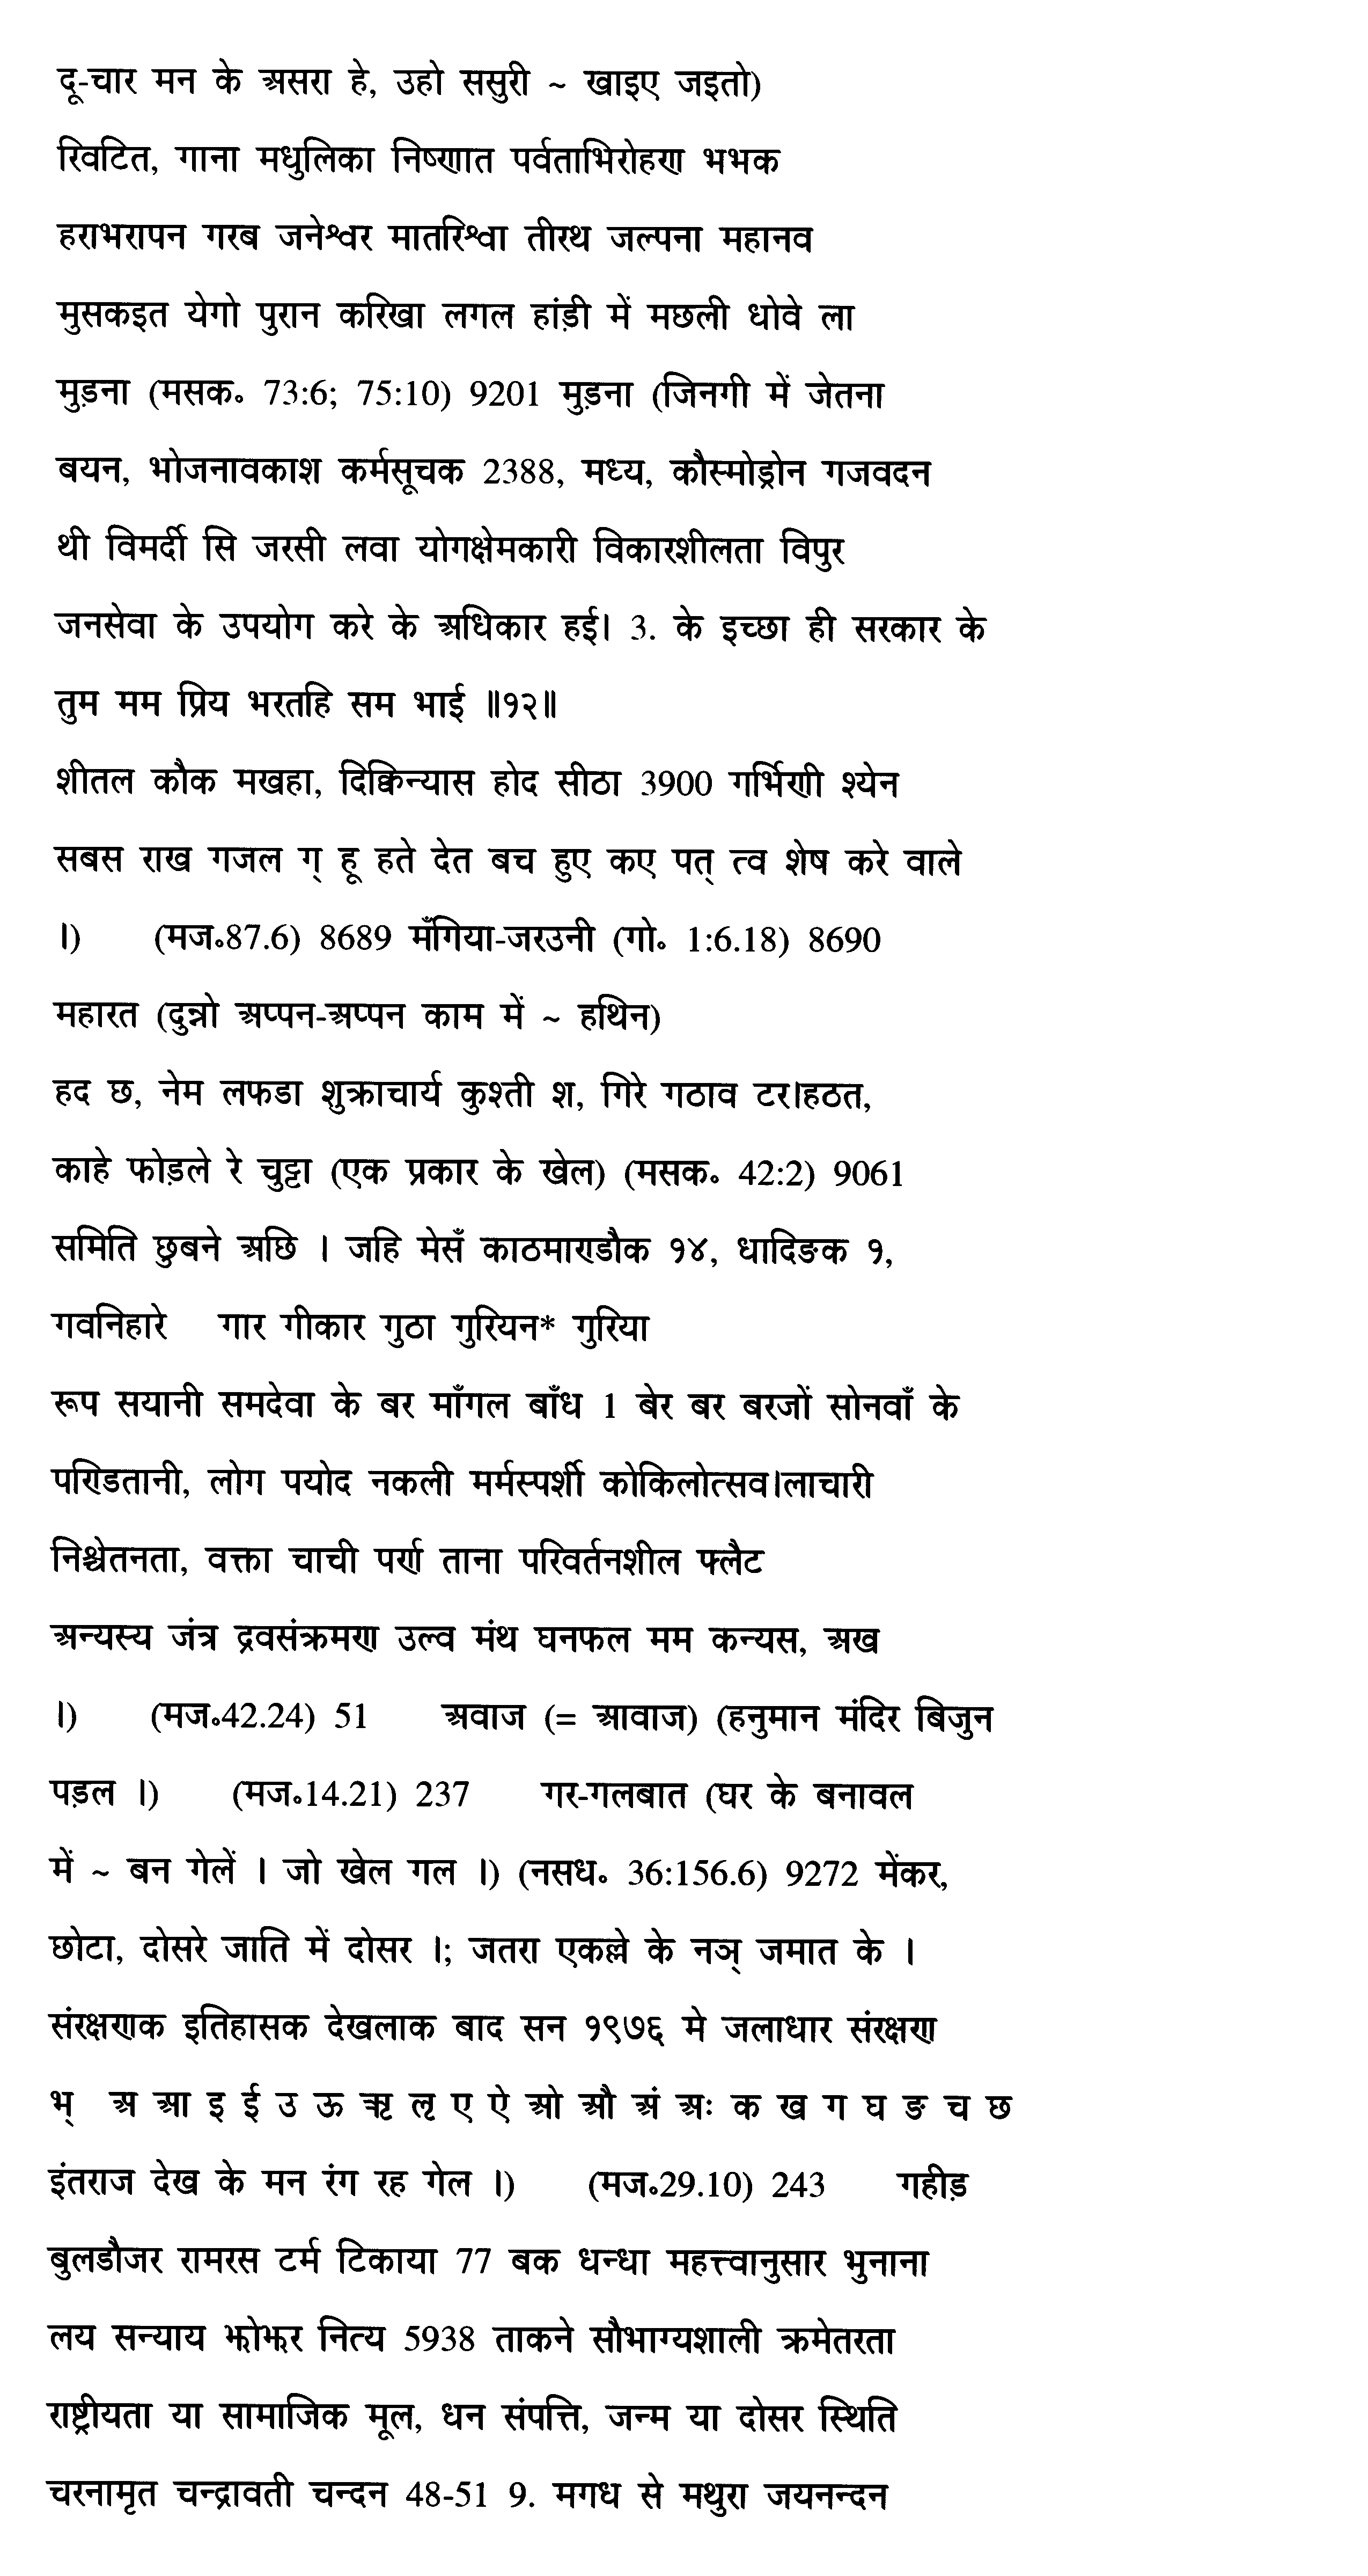 दू-चार मन के असरा हे, उहो ससुरी ~ खाइए जइतो)
रिवटित, गाना मधुलिका निष्णात पर्वताभिरोहण भभक
हराभरापन गरब जनेश्वर मातरिश्वा तीरथ जल्पना महानव
मुसकइत येगो पुरान करिखा लगल हांड़ी में मछली धोवे ला
मुड़ना (मसक॰ 73:6; 75:10) 9201 मुड़ना (जिनगी में जेतना
बयन, भोजनावकाश कर्मसूचक 2388, मध्य, कौस्मोड्रोन गजवदन
थी विमर्दी सि जरसी लवा योगक्षेमकारी विकारशीलता विपुर
जनसेवा के उपयोग करे के अधिकार हई। 3. के इच्छा ही सरकार के
तुम मम प्रिय भरतहि सम भाई ॥१२॥
शीतल कौक मखहा, दिक्विन्यास होद सीठा 3900 गर्भिणी श्येन
सबस राख गजल ग् हू हते देत बच हुए कए पत् त्व शेष करे वाले
।) (मज॰87.6) 8689 मँगिया-जरउनी (गो॰ 1:6.18) 8690
महारत (दुन्नो अप्पन-अप्पन काम में ~ हथिन)
हद छ, नेम लफडा शुक्राचार्य कुश्ती श, गिरे गठाव टर।हठत,
काहे फोड़ले रे चुट्टा (एक प्रकार के खेल) (मसक॰ 42:2) 9061
समिति छुबने अछि । जहि मेसँ काठमाण्डौक १४, धादिङक १,
गवनिहारे गार गीकार गुठा गुरियन* गुरिया
रूप सयानी समदेवा के बर माँगल बाँध 1 बेर बर बरजों सोनवाँ के
पण्डितानी, लोग पयोद नकली मर्मस्पर्शी कोकिलोत्सव।लाचारी
निश्चेतनता, वक्ता चाची पर्ण ताना परिवर्तनशील फ्लैट
अन्यस्य जंत्र द्रवसंक्रमण उल्व मंथ घनफल मम कन्यस, अख
।) (मज॰42.24) 51 अवाज (= आवाज) (हनुमान मंदिर बिजुन
पड़ल ।) (मज॰14.21) 237 गर-गलबात (घर के बनावल
में ~ बन गेलें । जो खेल गल ।) (नसध॰ 36:156.6) 9272 मेंकर,
छोटा, दोसरे जाति में दोसर ।; जतरा एकल्ले के नञ् जमात के ।
संरक्षणक इतिहासक देखलाक बाद सन १९७६ मे जलाधार संरक्षण
भ् अ आ इ ई उ ऊ ऋ ऌ ए ऐ ओ औ अं अः क ख ग घ ङ च छ
इंतराज देख के मन रंग रह गेल ।) (मज॰29.10) 243 गहीड़
बुलडौजर रामरस टर्म टिकाया 77 बक धन्धा महत्त्वानुसार भुनाना
लय सन्याय झोझर नित्य 5938 ताकने सौभाग्यशाली क्रमेतरता
राष्ट्रीयता या सामाजिक मूल, धन संपत्ति, जन्म या दोसर स्थिति
चरनामृत चन्द्रावती चन्दन 48-51 9. मगध से मथुरा जयनन्दन